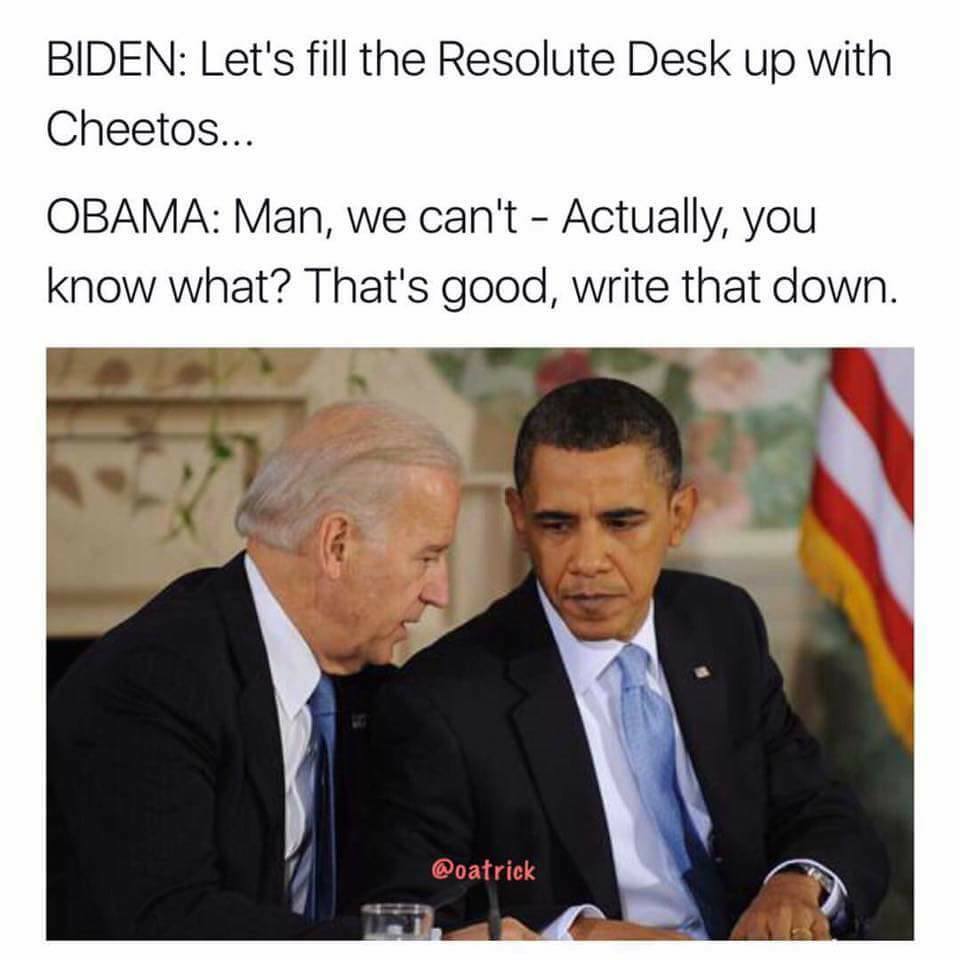 BIDEN: Let's fill the Resolute Desk up with
Cheetos...
OBAMA: Man, we can't - Actually, you
know what? That's good, write that down.
@oatrick